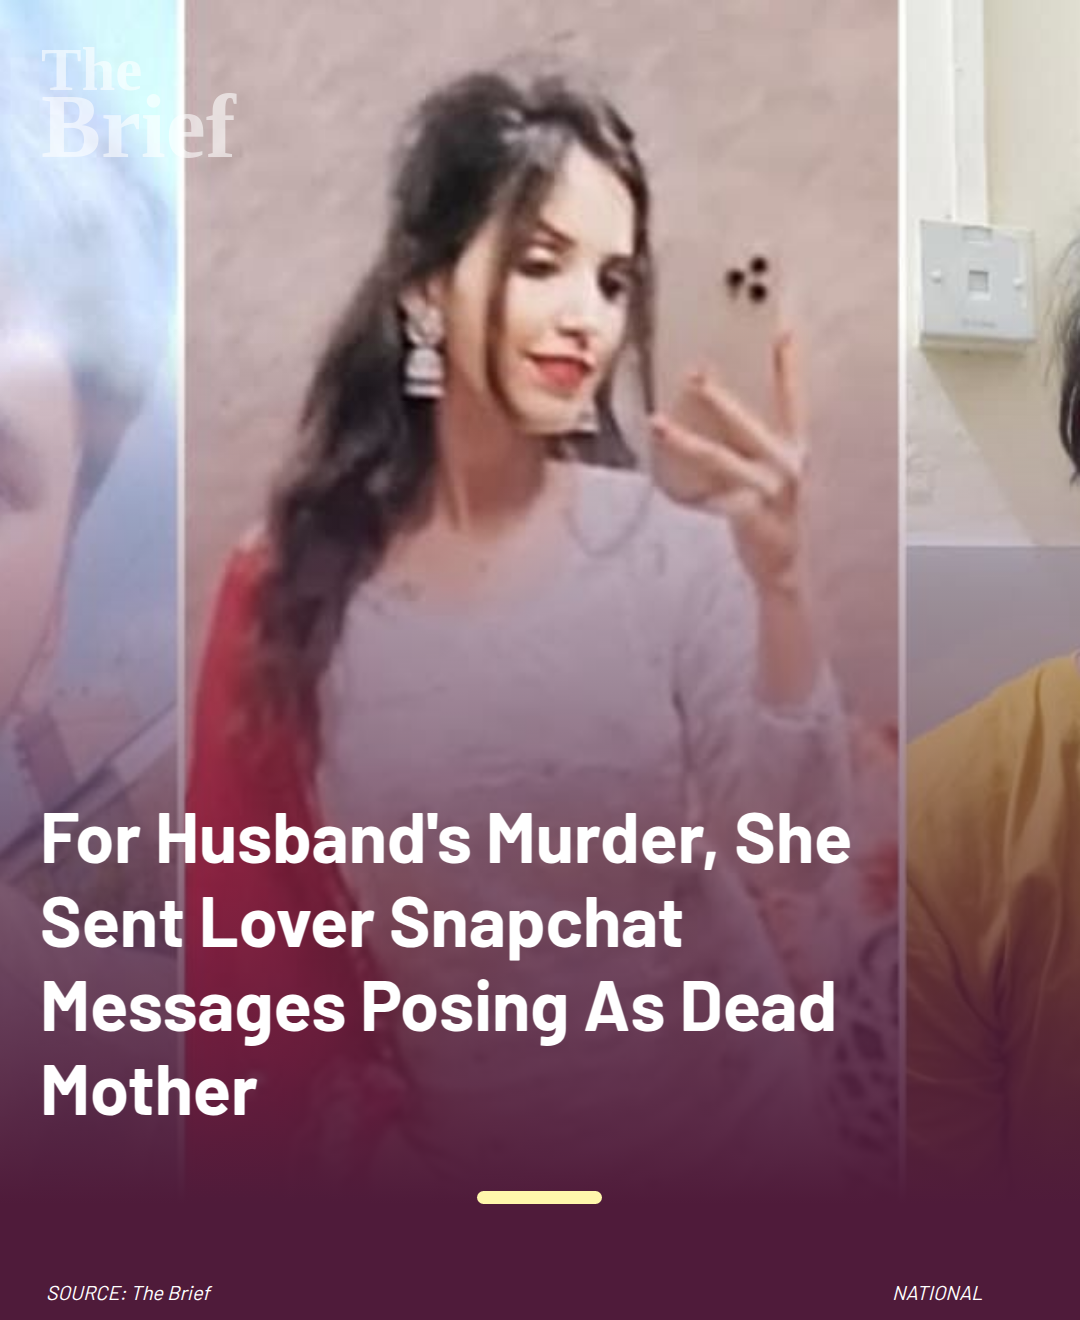 The
Brief
For Husband's Murder, She
Sent Lover Snapchat
Messages Posing As Dead
Mother
SOURCE: The Brief
NATIONAL